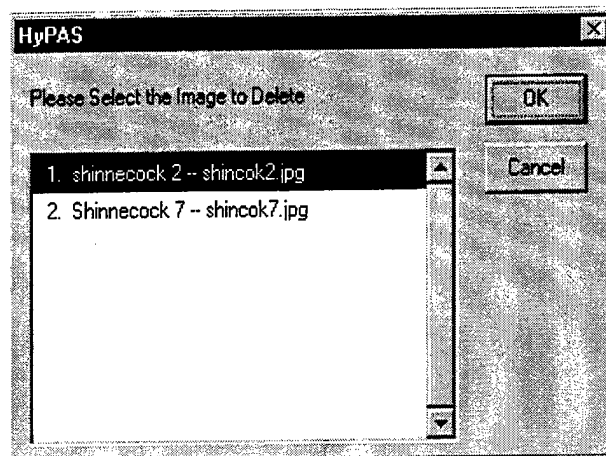 HyPAS
Please Select the Image to Delete
OK
Cancel
1. shinnecock 2 -- shincok2.jpg
2. Shinnecock 7 -- shincok7.jpg